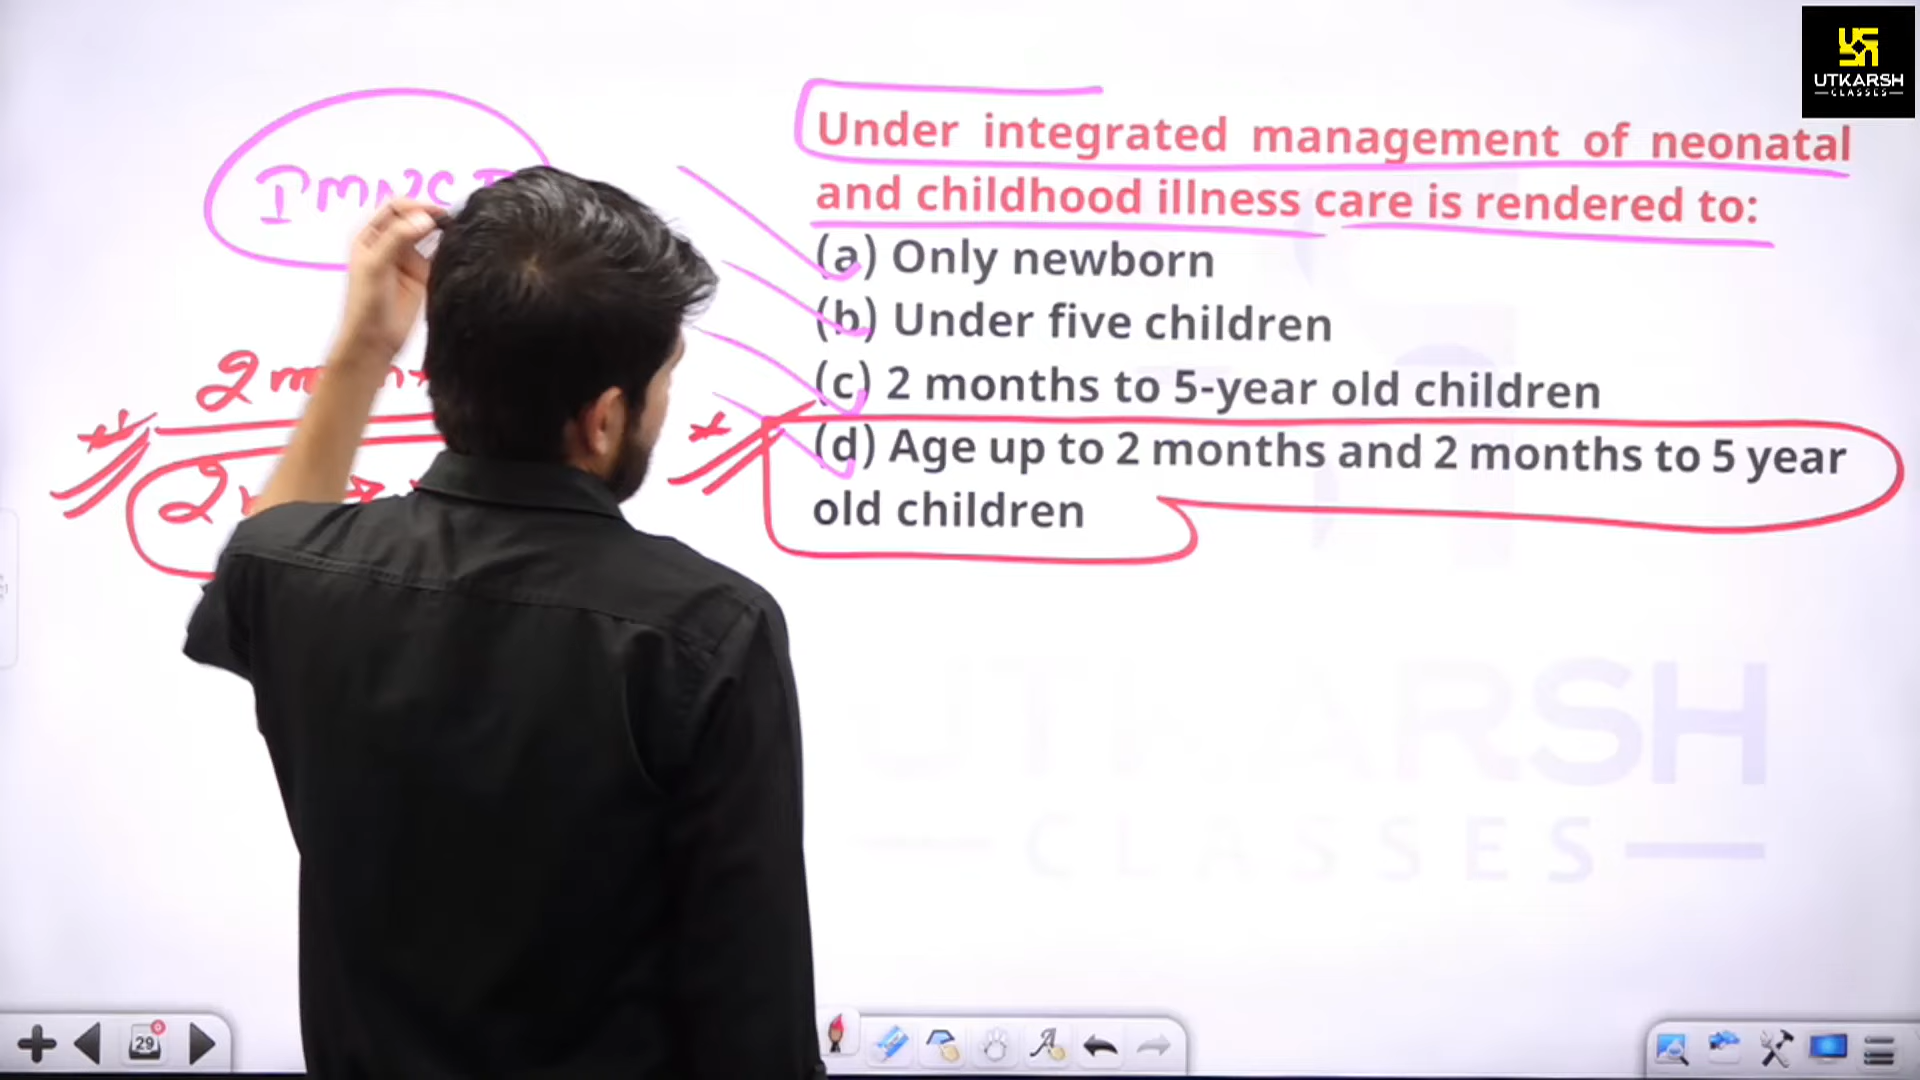 UTKARSH
CLASSES
Under integrated management of neonatal
and childhood illness care is rendered to:
(a) Only newborn
(b) Under five children
(c) 2 months to 5-year old children
(d) Age up to 2 months and 2 months to 5 year
old children
2
2
UTKARSH
CLASSES
29